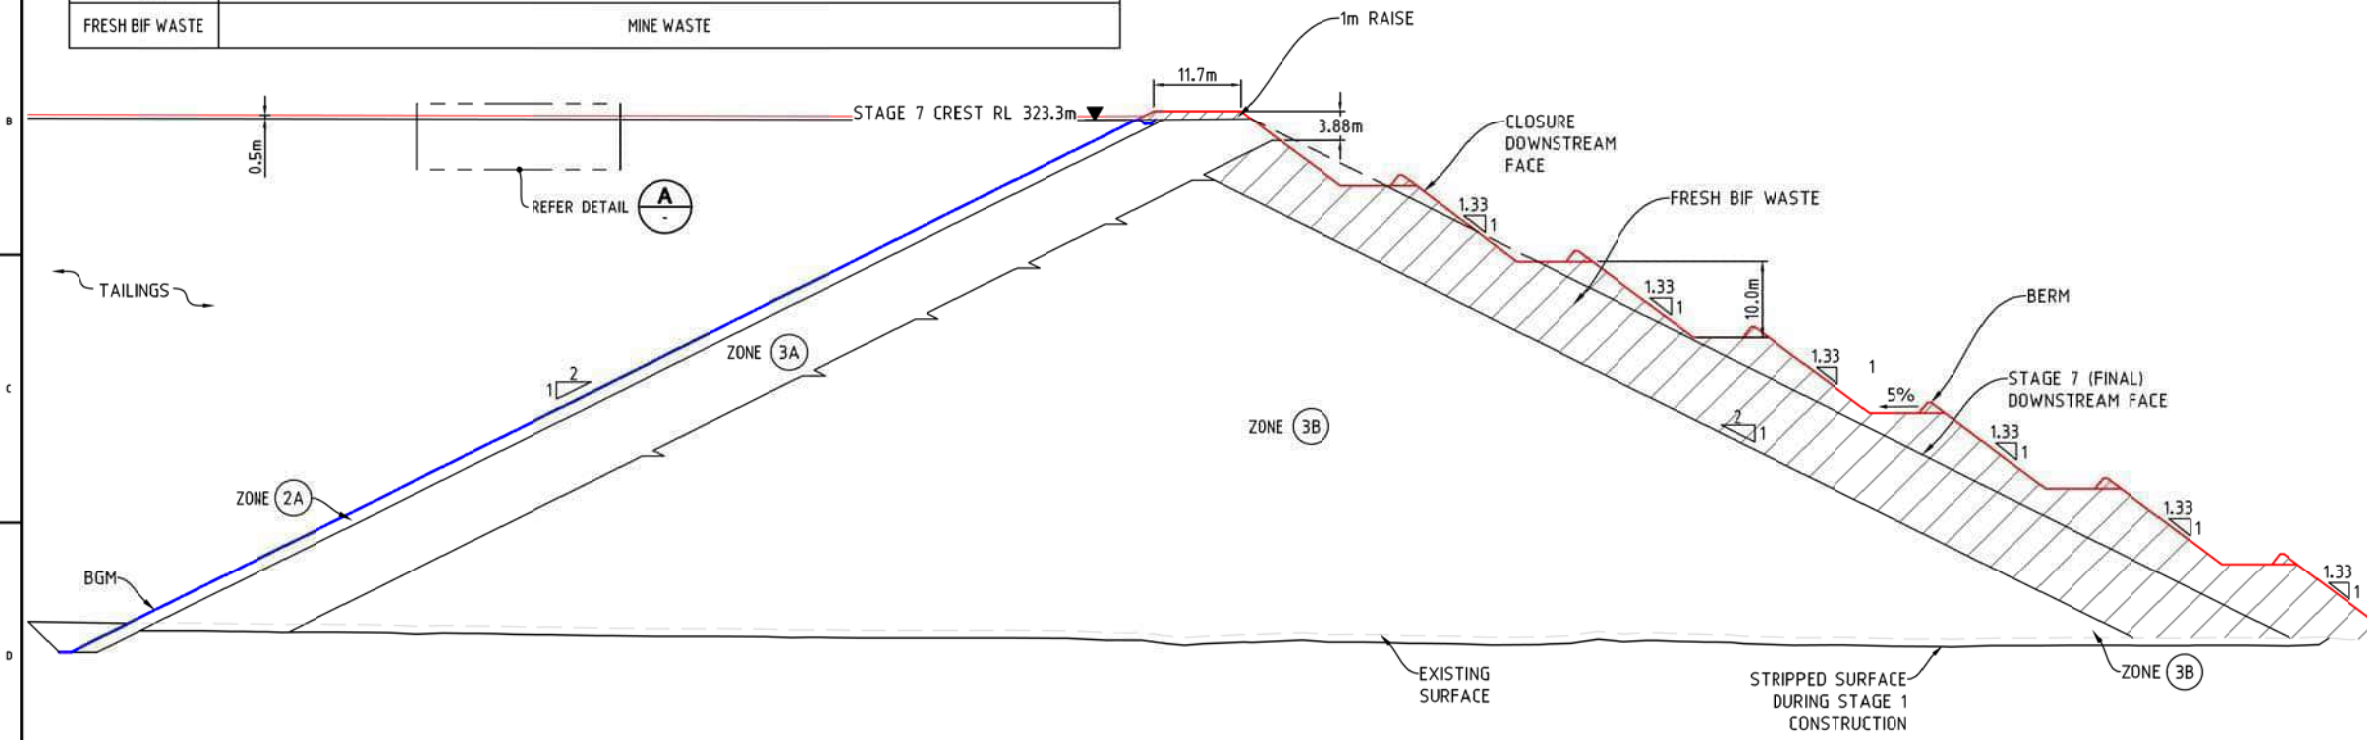 FRESH BIF WASTE
MINE WASTE
1m RAISE
11.7m
STAGE 7 CREST RL 323.3m
3.88m
0.5m
CLOSURE
DOWNSTREAM
FACE
REFER DETAIL
A
-
FRESH BIF WASTE
1.33
1
TAILINGS
1.33
1
10.0m
BERM
ZONE 3A
1.33
1
2
1
5%
STAGE 7 (FINAL)
DOWNSTREAM FACE
ZONE 3B
2
1
1.33
1
ZONE 2A
1.33
1
BGM
1.33
1
EXISTING
SURFACE
STRIPPED SURFACE
DURING STAGE 1
CONSTRUCTION
ZONE 3B
B
C
D